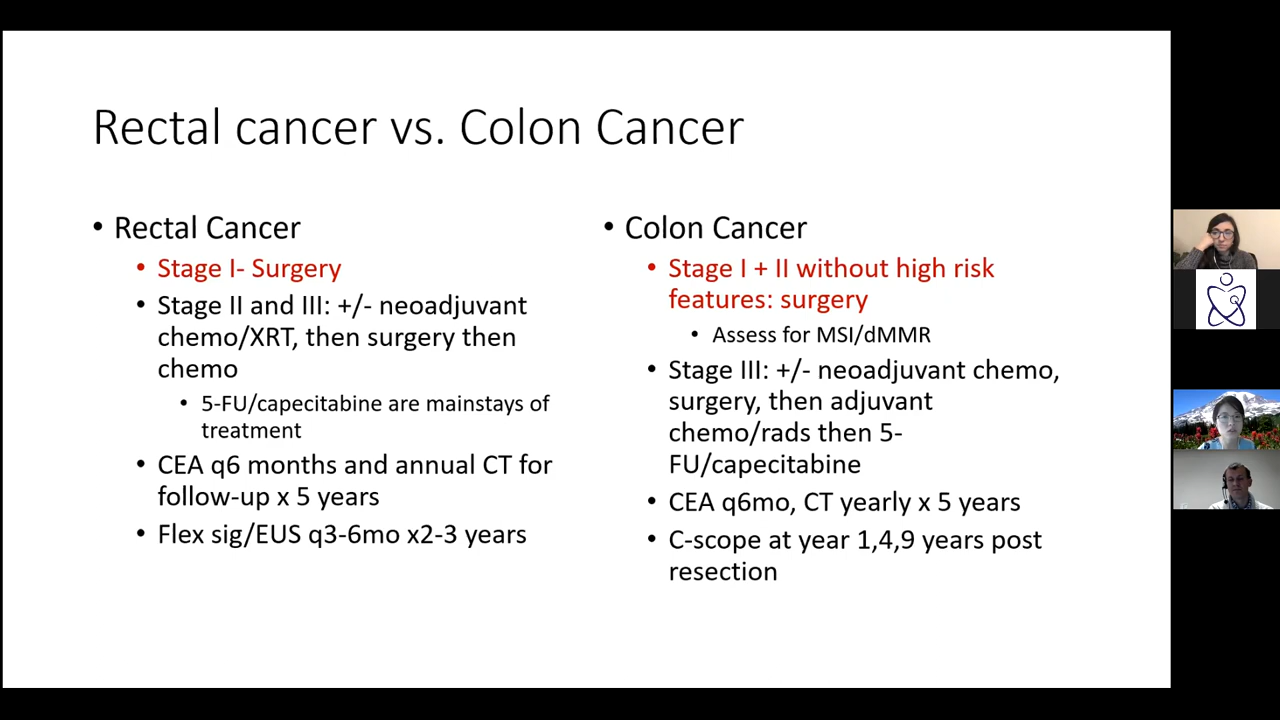 Rectal cancer vs. Colon Cancer
• Rectal Cancer
• Stage I- Surgery
• Stage II and III: +/- neoadjuvant
chemo/XRT, then surgery then
chemo
• 5-FU/capecitabine are mainstays of
treatment
• CEA q6 months and annual CT for
follow-up x 5 years
• Flex sig/EUS q3-6mo x2-3 years
• Colon Cancer
• Stage I + II without high risk
features: surgery
• Assess for MSI/dMMR
• Stage III: +/- neoadjuvant chemo,
surgery, then adjuvant
chemo/rads then 5-
FU/capecitabine
• CEA q6mo, CT yearly x 5 years
• C-scope at year 1,4,9 years post
resection